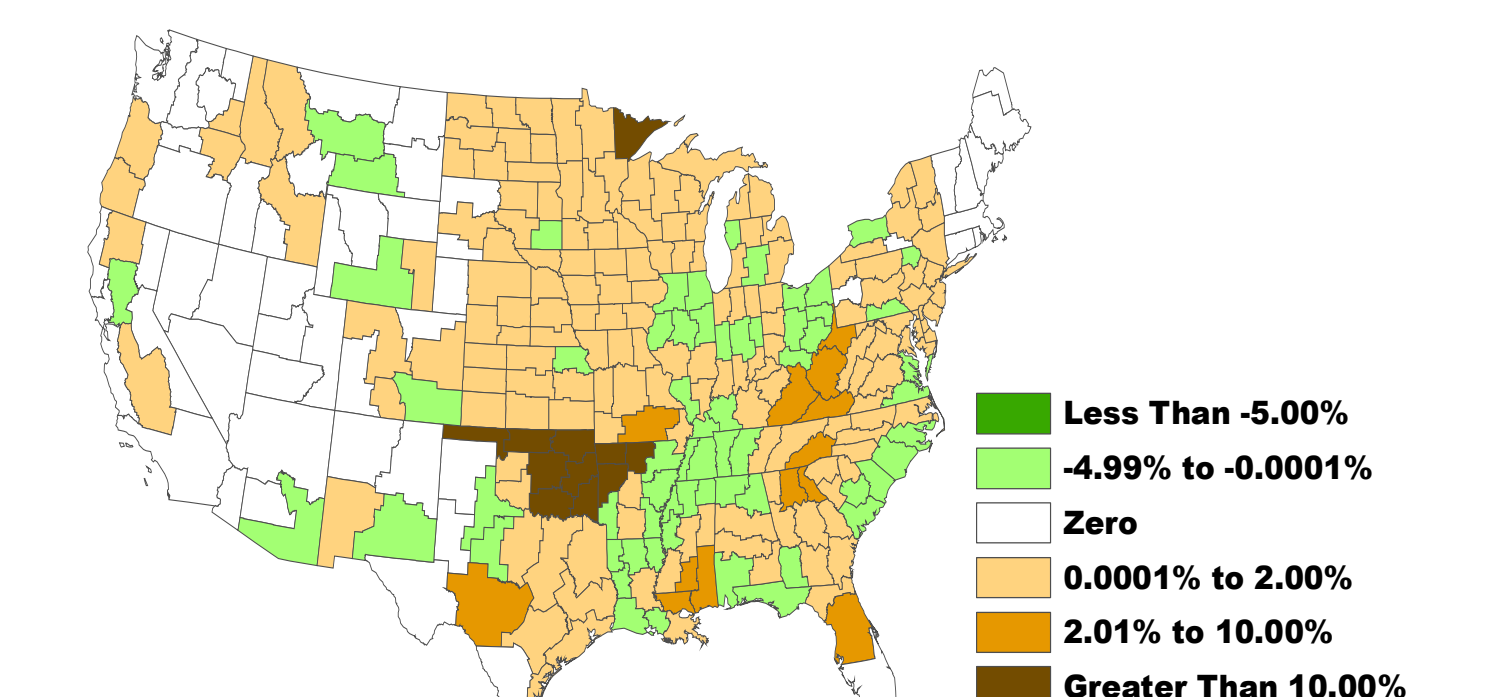 Less Than -5.00%
-4.99% to -0.0001%
Zero
0.0001% to 2.00%
2.01% to 10.00%
Greater Than 10.00%